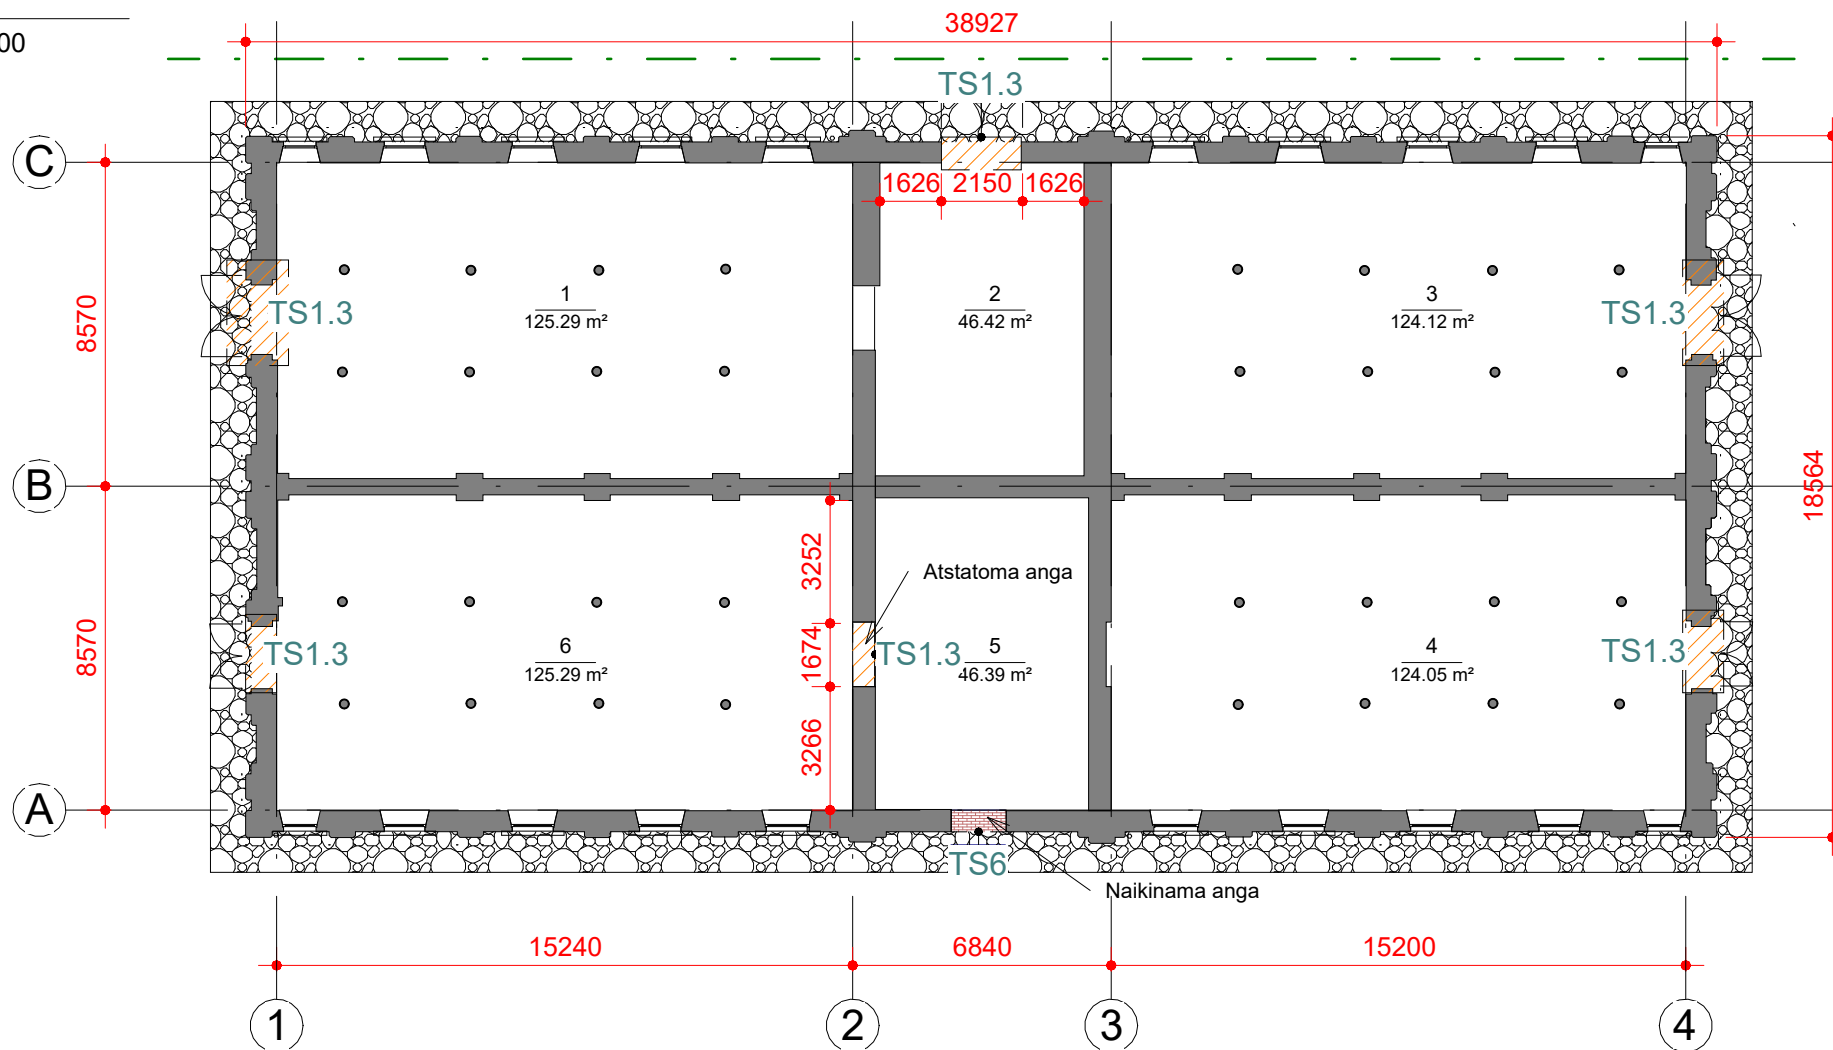 38927
00
TS1.3
C
1626 2150 1626
8570
TS1.3
1
125.29 m²
2
46.42 m²
3
124.12 m²
TS1.3
B
18564
3252
Atstatoma anga
8570
1674
TS1.3
6
125.29 m²
TS1.3
5
46.39 m²
4
124.05 m²
TS1.3
3266
A
TS6
Naikinama anga
15240 6840 15200
1 2 3 4